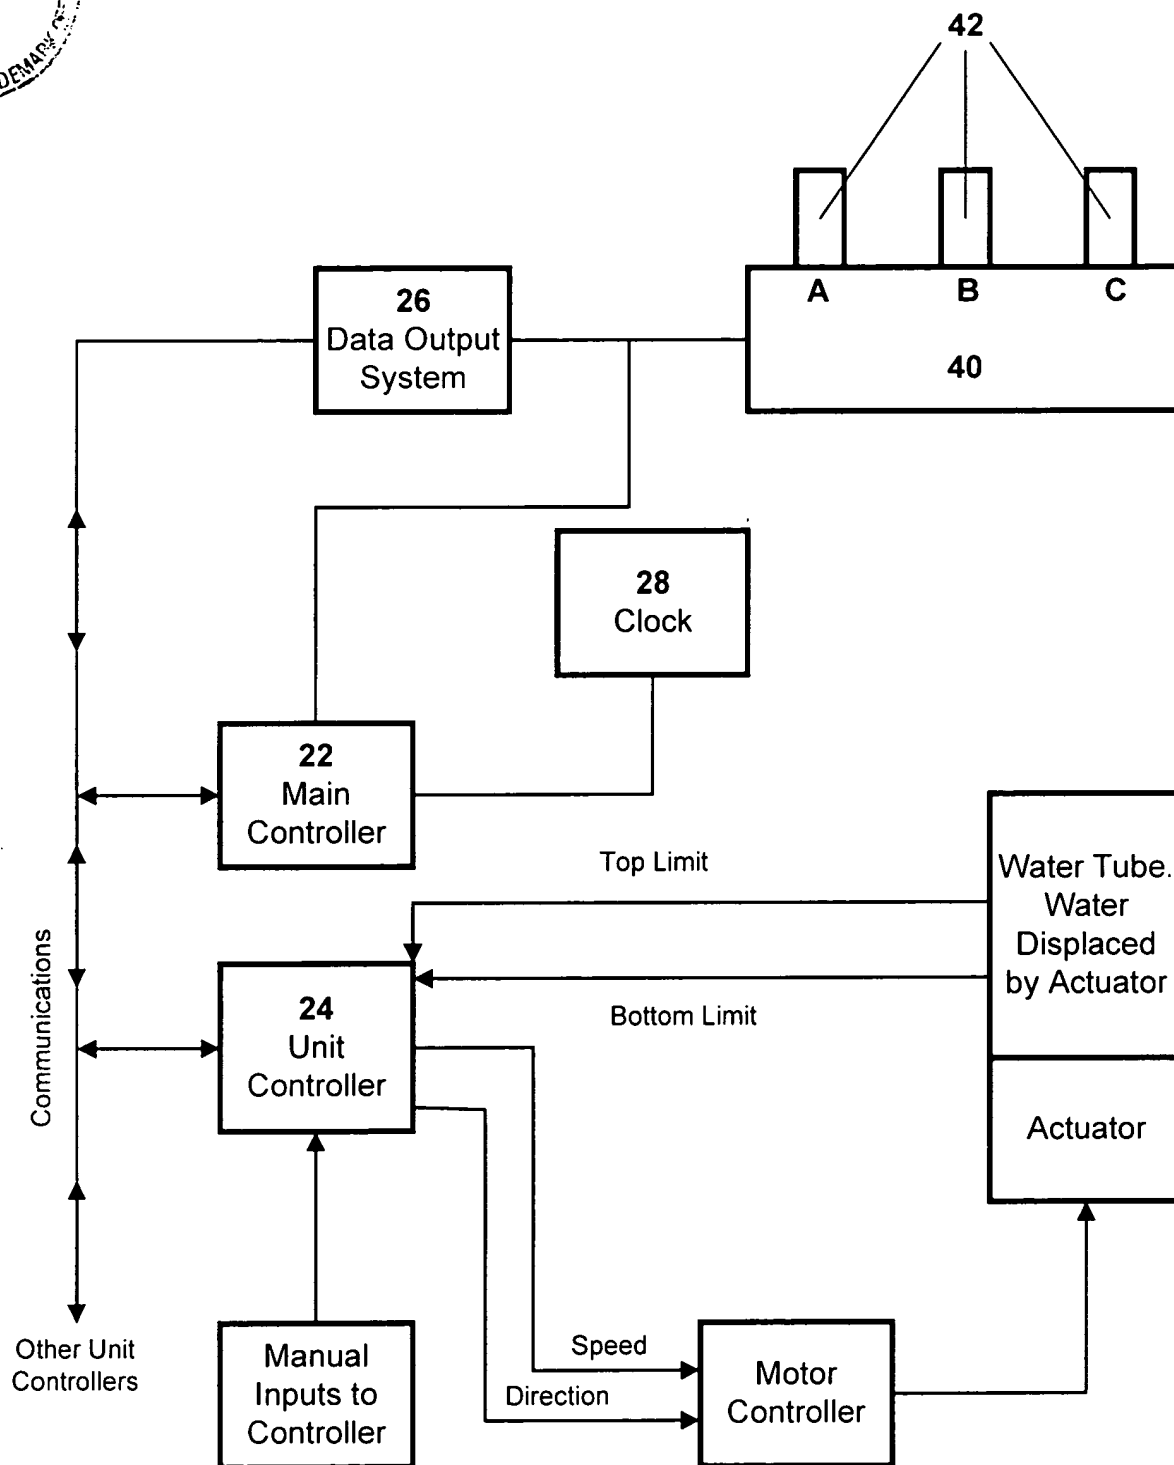 42
A B C
40
26
Data Output
System
28
Clock
22
Main
Controller
Top Limit
Water Tube.
Water
Displaced
by Actuator
Communications
24
Unit
Controller
Bottom Limit
Actuator
Other Unit
Controllers
Manual
Inputs to
Controller
Speed
Direction
Motor
Controller